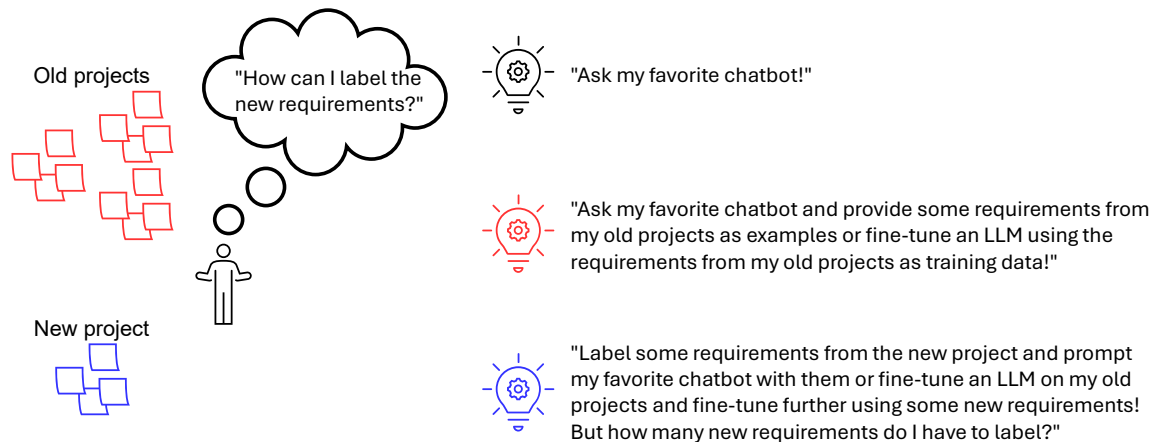 Old projects
"How can I label the
new requirements?"
"Ask my favorite chatbot!"
"Ask my favorite chatbot and provide some requirements from
my old projects as examples or fine-tune an LLM using the
requirements from my old projects as training data!"
New project
"Label some requirements from the new project and prompt
my favorite chatbot with them or fine-tune an LLM on my old
projects and fine-tune further using some new requirements!
But how many new requirements do I have to label?"